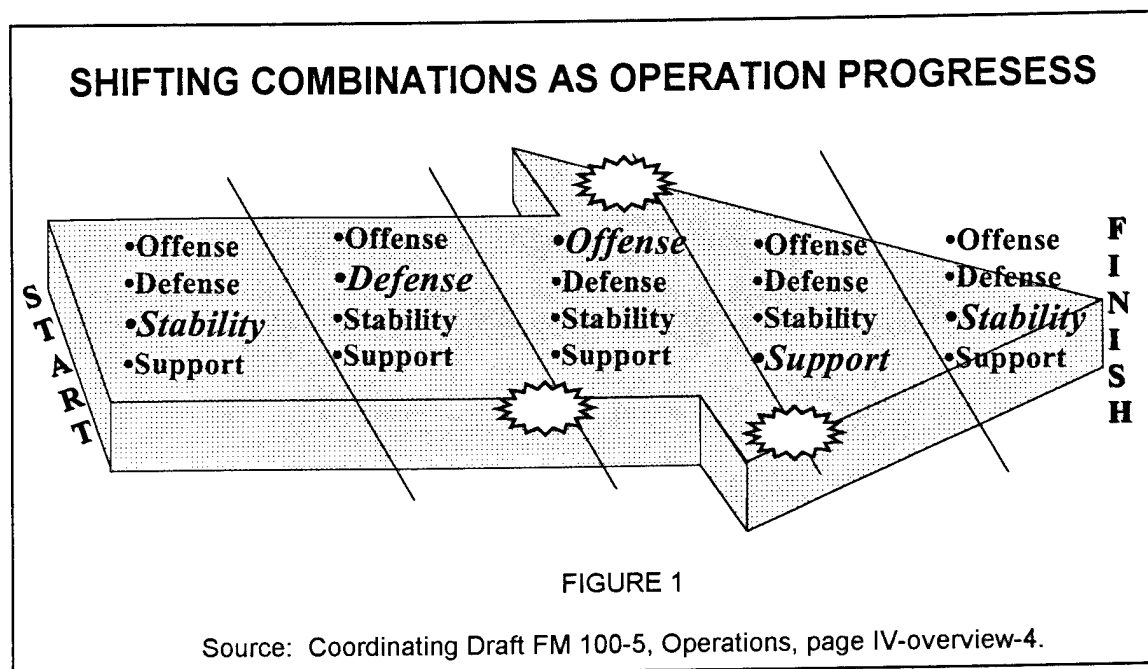 SHIFTING COMBINATIONS AS OPERATION PROGRESESS
START
•Offense
•Defense
•Stability
•Support
•Offense
•Defense
•Stability
•Support
•Offense
•Defense
•Stability
•Support
•Offense
•Defense
•Stability
•Support
•Offense
•Defense
•Stability
•Support
FINISH
FIGURE 1
Source: Coordinating Draft FM 100-5, Operations, page IV-overview-4.